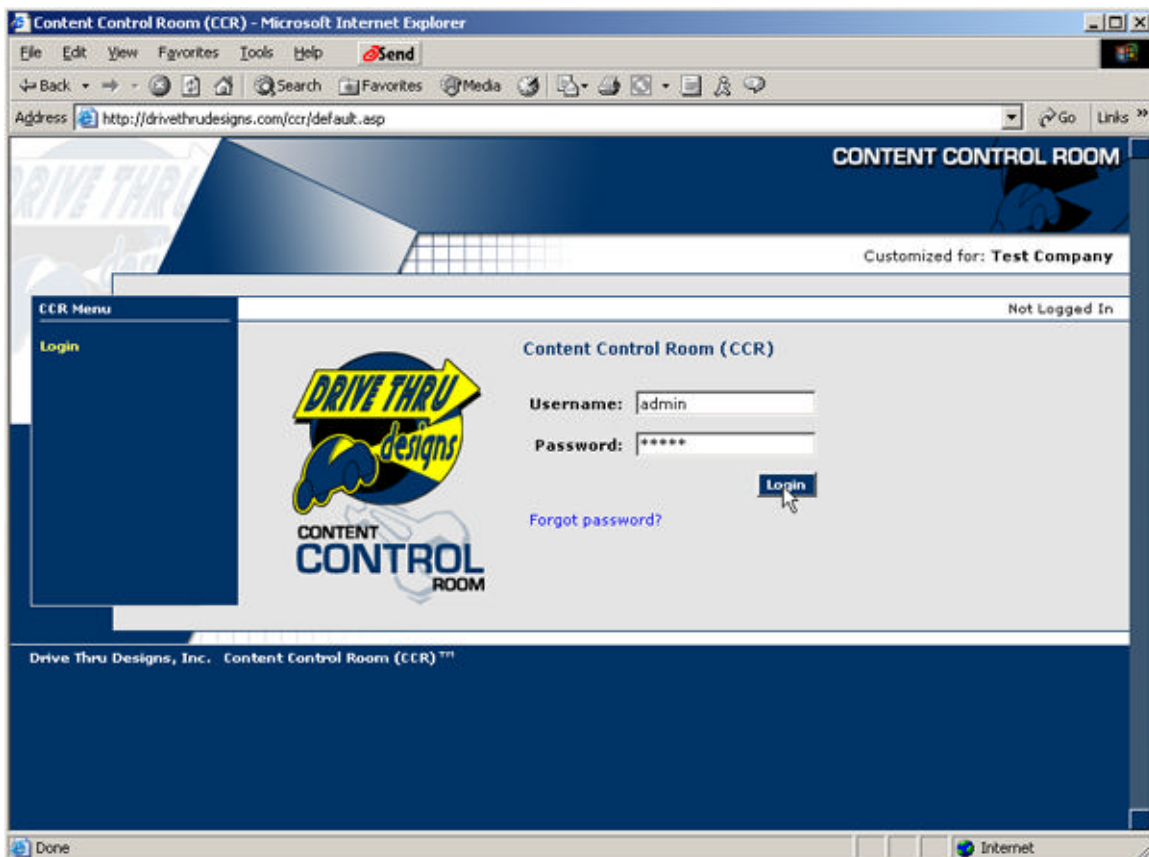 Content Control Room (CCR) - Microsoft Internet Explorer
File Edit View Favorites Tools Help Send
Back Search Favorites Media
Address http://drivethrudesigns.com/ccr/default.asp Go Links »
DRIVE THRU
designs
CONTENT CONTROL ROOM
Customized for: Test Company
CCR Menu
Not Logged In
Login
Content Control Room (CCR)
DRIVE THRU
designs
Username: admin
Password: *****
Login
Forgot password?
CONTENT
CONTROL
ROOM
Drive Thru Designs, Inc. Content Control Room (CCR)™
Done Internet